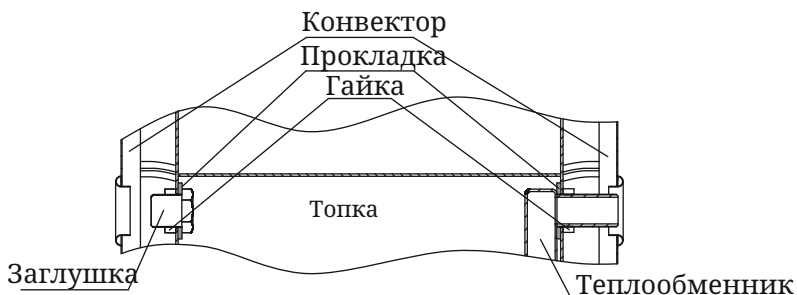 Конвектор
Прокладка
Гайка
Топка
Заглушка
Теплообменник